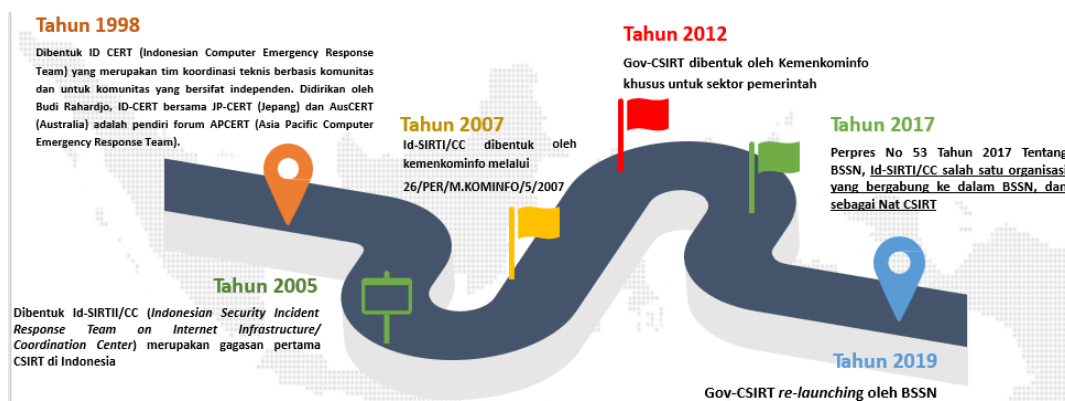 Tahun 1998
Dibentuk ID CERT (Indonesian Computer Emergency Response
Team) yang merupakan tim koordinasi teknis berbasis komunitas
dan untuk komunitas yang bersifat independen. Didirikan oleh
Budi Rahardjo, ID-CERT bersama JP-CERT (Jepang) dan AusCERT
(Australia) adalah pendiri forum APCERT (Asia Pacific Computer
Emergency Response Team).
Tahun 2005
Dibentuk Id-SIRTII/CC (Indonesian Security Incident
Response Team on Internet Infrastructure/
Coordination Center) merupakan gagasan pertama
CSIRT di Indonesia
Tahun 2007
Id-SIRTI/CC dibentuk oleh
kemenkominfo melalui
26/PER/M.KOMINFO/5/2007
Tahun 2012
Gov-CSIRT dibentuk oleh Kemenkominfo
khusus untuk sektor pemerintah
Tahun 2017
Perpres No 53 Tahun 2017 Tentang
BSSN, Id-SIRTI/CC salah satu organisasi
yang bergabung ke dalam BSSN, dan
sebagai Nat CSIRT
Tahun 2019
Gov-CSIRT re-launching oleh BSSN